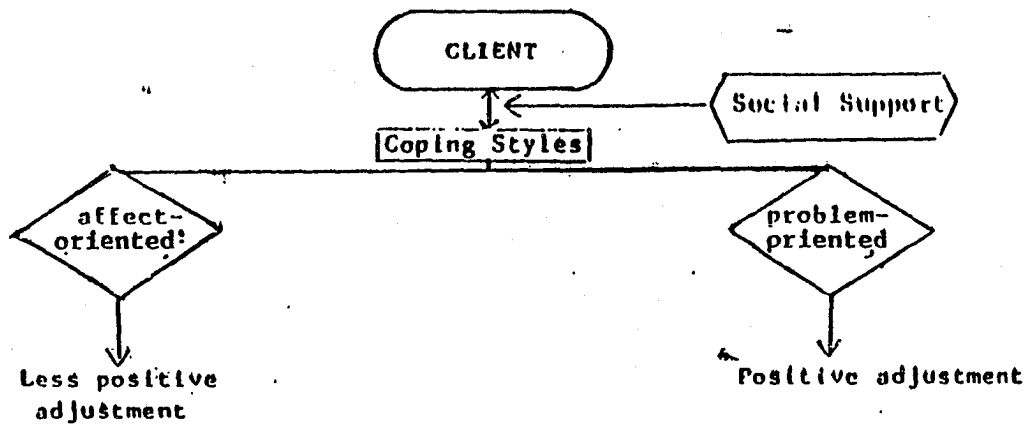 CLIENT
Social Support
Coping Styles
affect-
oriented
problem-
oriented
Less positive
adjustment
Positive adjustment